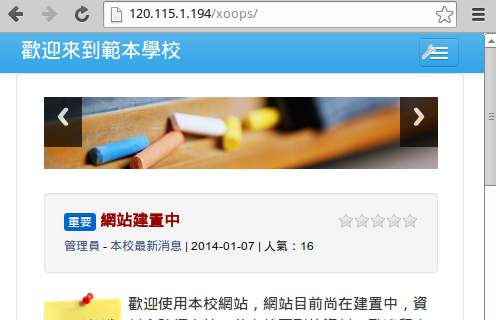 120.115.1.194/xoops/
歡迎來到範本學校
重要 網站建置中
管理員 - 本校最新消息 | 2014-01-07 | 人氣：16
歡迎使用本校網站，網站目前尚在建置中，資